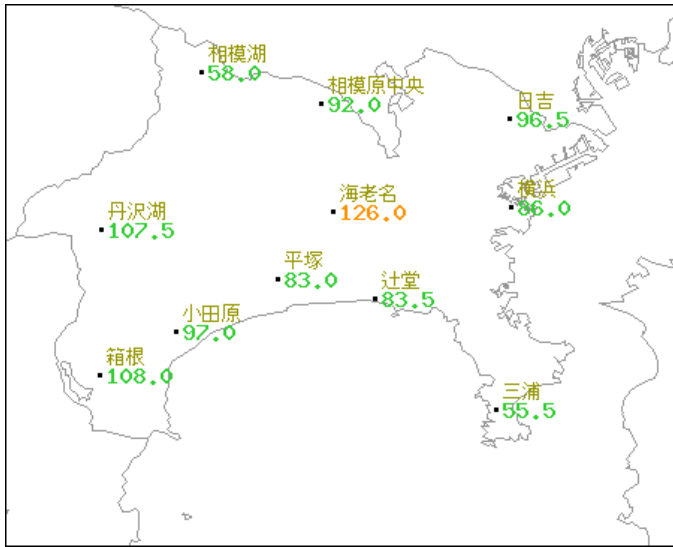 相模湖
58.0
相模原中央
92.0
日吉
96.5
海老名
126.0
横浜
86.0
丹沢湖
107.5
平塚
83.0
辻堂
83.5
小田原
97.0
箱根
108.0
三浦
55.5